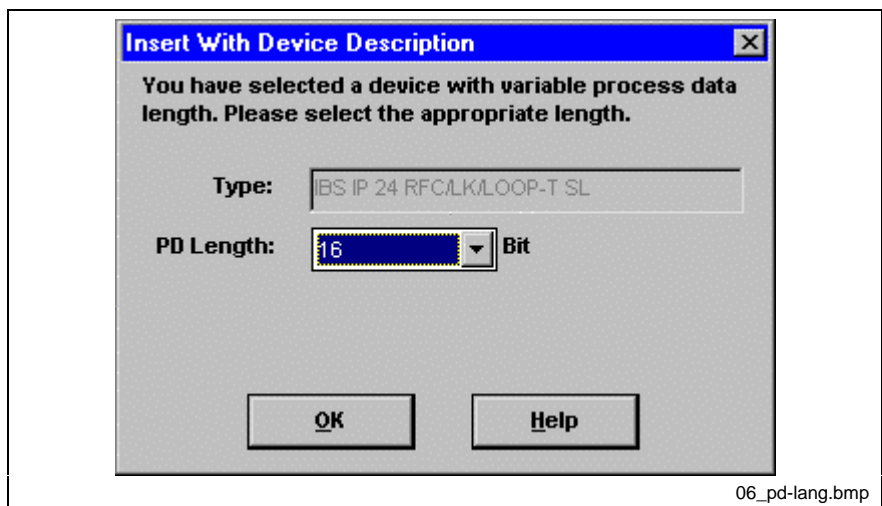 Insert With Device Description
You have selected a device with variable process data
length. Please select the appropriate length.
Type: IBS IP 24 RFC/LK/LOOP-T SL
PD Length: 16 Bit
OK Help
06_pd-lang.bmp